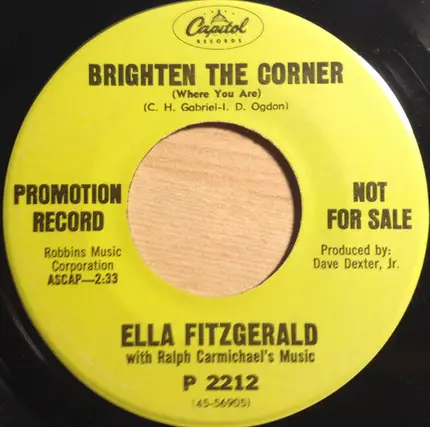 Capitol
RECORDS
BRIGHTEN THE CORNER
(Where You Are)
(C. H. Gabriel-I. D. Ogdon)
PROMOTION
RECORD
Robbins Music
Corporation
ASCAP—2:33
NOT
FOR SALE
Produced by:
Dave Dexter, Jr.
ELLA FITZGERALD
with Ralph Carmichael's Music
P 2212
(45-56905)